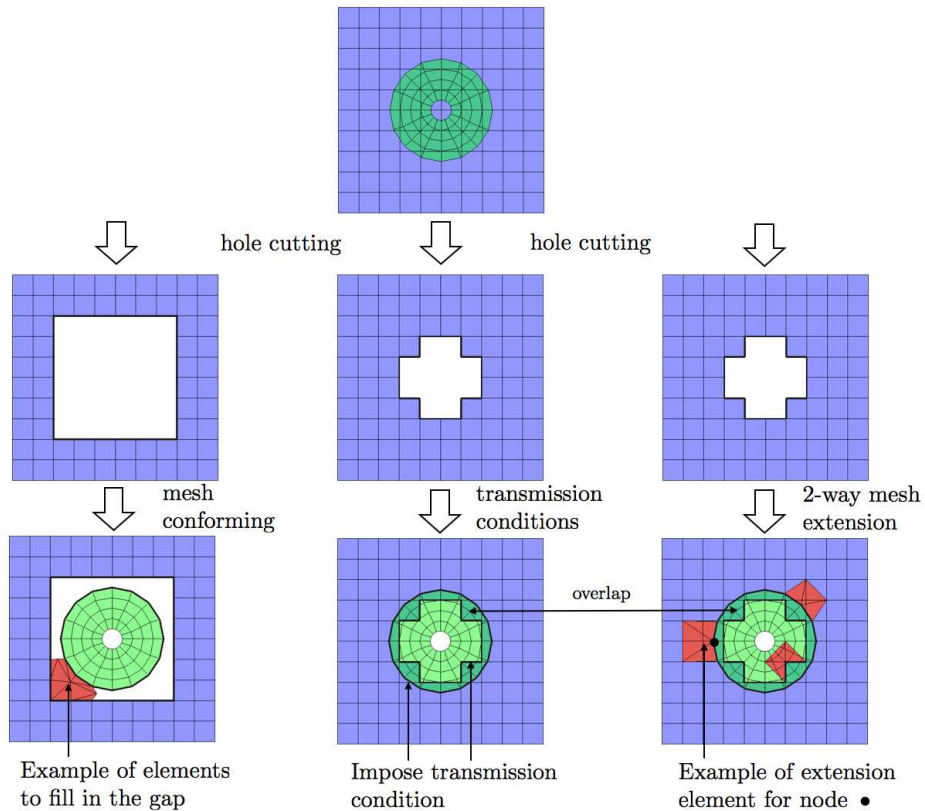 hole cutting
hole cutting
mesh
conforming
transmission
conditions
2-way mesh
extension
overlap
Example of elements
to fill in the gap
Impose transmission
condition
Example of extension
element for node ●